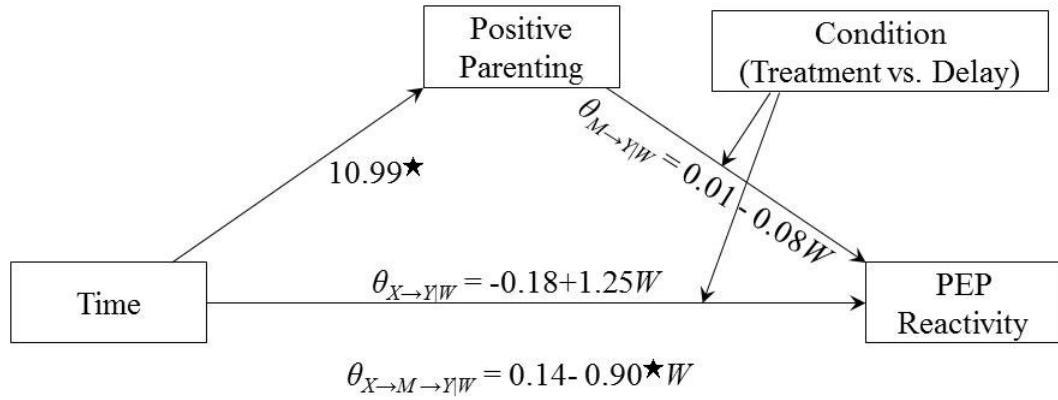 Positive
Parenting
Condition
(Treatment vs. Delay)
θM→Y|W = 0.01 - 0.08W
10.99★
Time
θX→Y|W = -0.18+1.25W
PEP
Reactivity
θX→M→Y|W = 0.14- 0.90★W